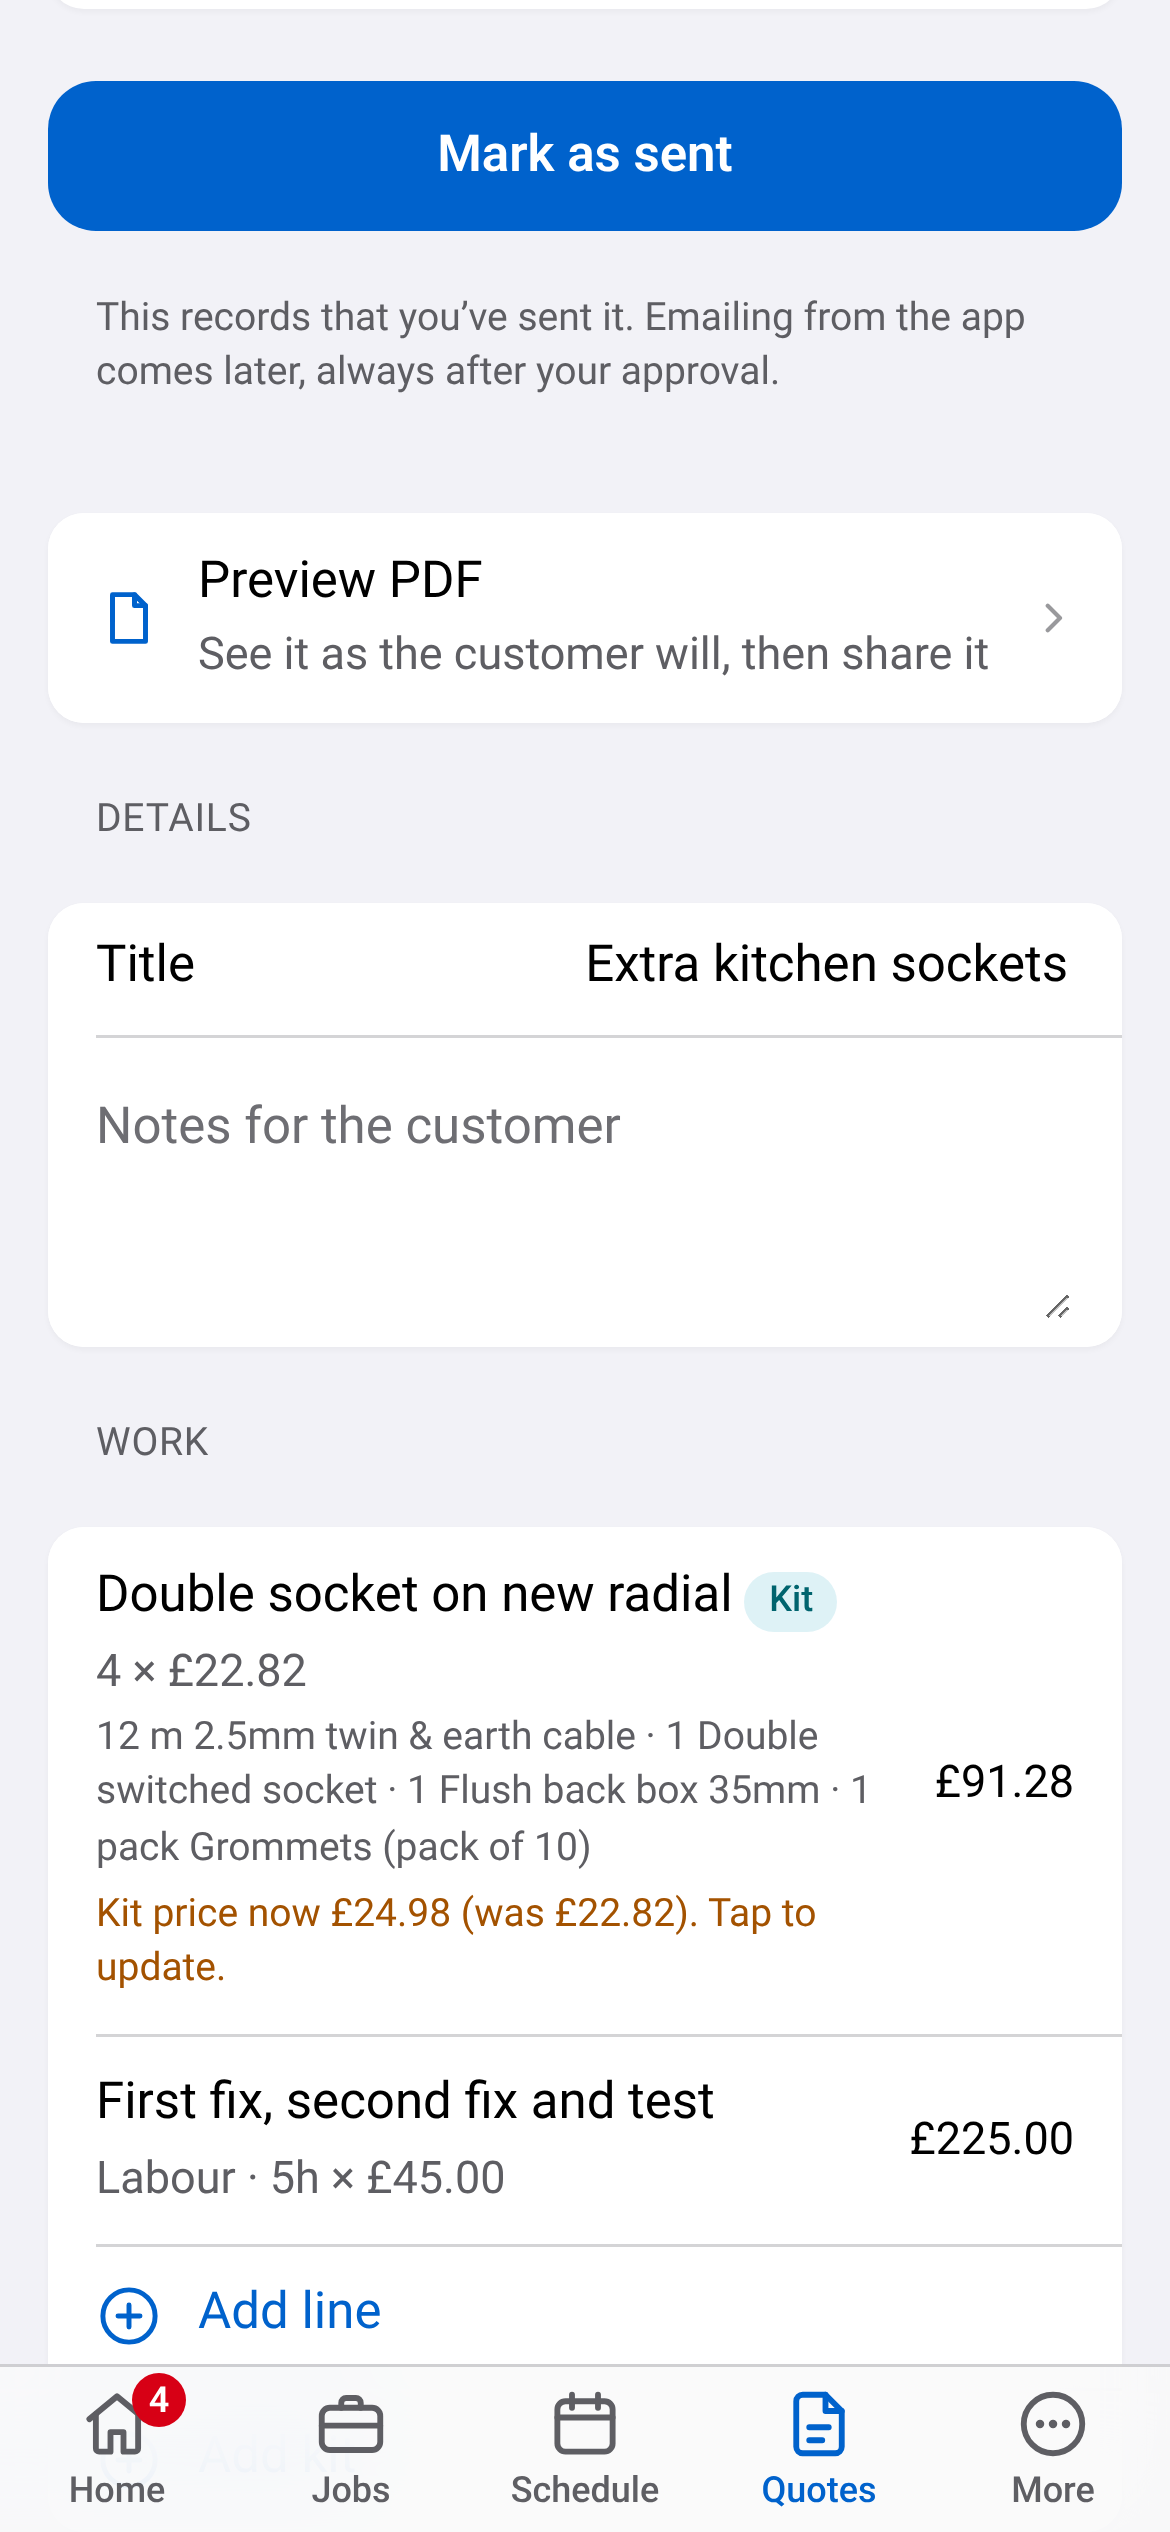 Mark as sent
This records that you’ve sent it. Emailing from the app
comes later, always after your approval.
Preview PDF
See it as the customer will, then share it
DETAILS
Title
Extra kitchen sockets
Notes for the customer
WORK
Double socket on new radial
Kit
4 × £22.82
12 m 2.5mm twin & earth cable · 1 Double
switched socket · 1 Flush back box 35mm · 1
pack Grommets (pack of 10)
£91.28
Kit price now £24.98 (was £22.82). Tap to
update.
First fix, second fix and test
Labour · 5h × £45.00
£225.00
Add line
Add kit
4
Home
Jobs
Schedule
Quotes
More